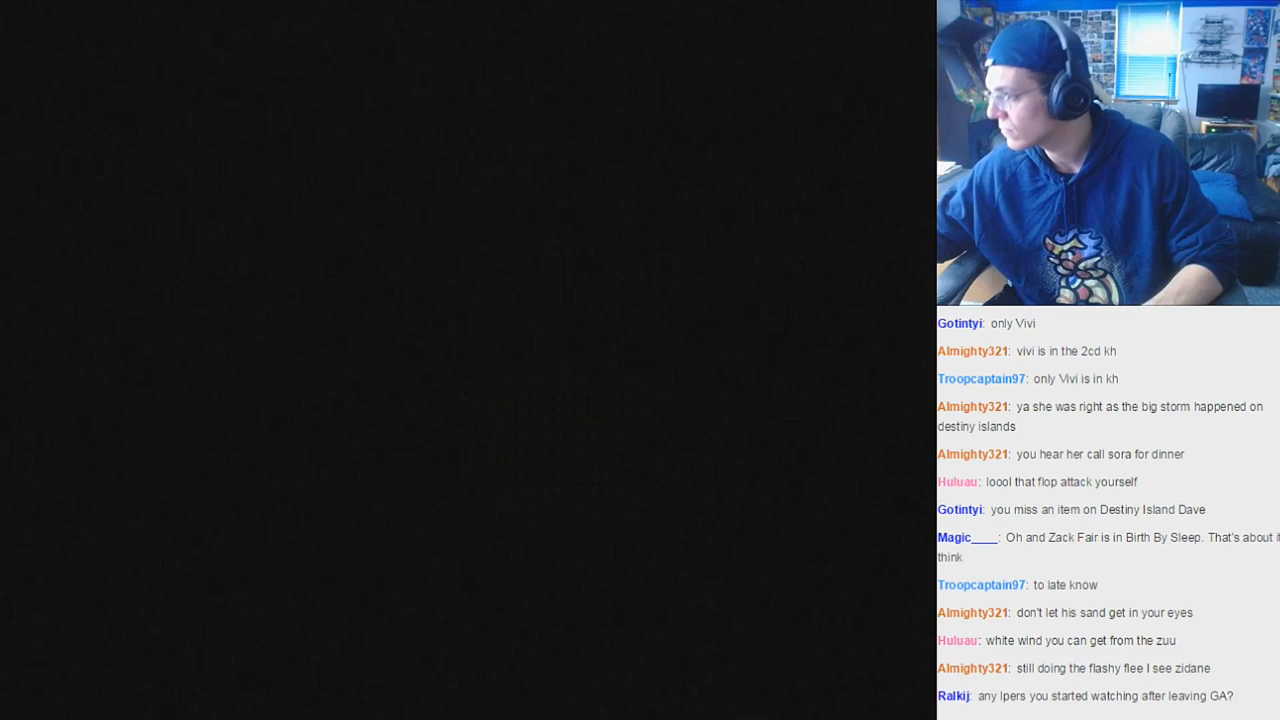 Gotintyi: only Vivi
Almighty321: vivi is in the 2cd kh
Troopcaptain97: only Vivi is in kh
Almighty321: ya she was right as the big storm happened on
destiny islands
Almighty321: you hear her call sora for dinner
Huluau: loool that flop attack yourself
Gotintyi: you miss an item on Destiny Island Dave
Magic____: Oh and Zack Fair is in Birth By Sleep. That's about
think
Troopcaptain97: to late know
Almighty321: don't let his sand get in your eyes
Huluau: white wind you can get from the zuu
Almighty321: still doing the flashy flee I see zidane
Ralkij: any lpers you started watching after leaving GA?